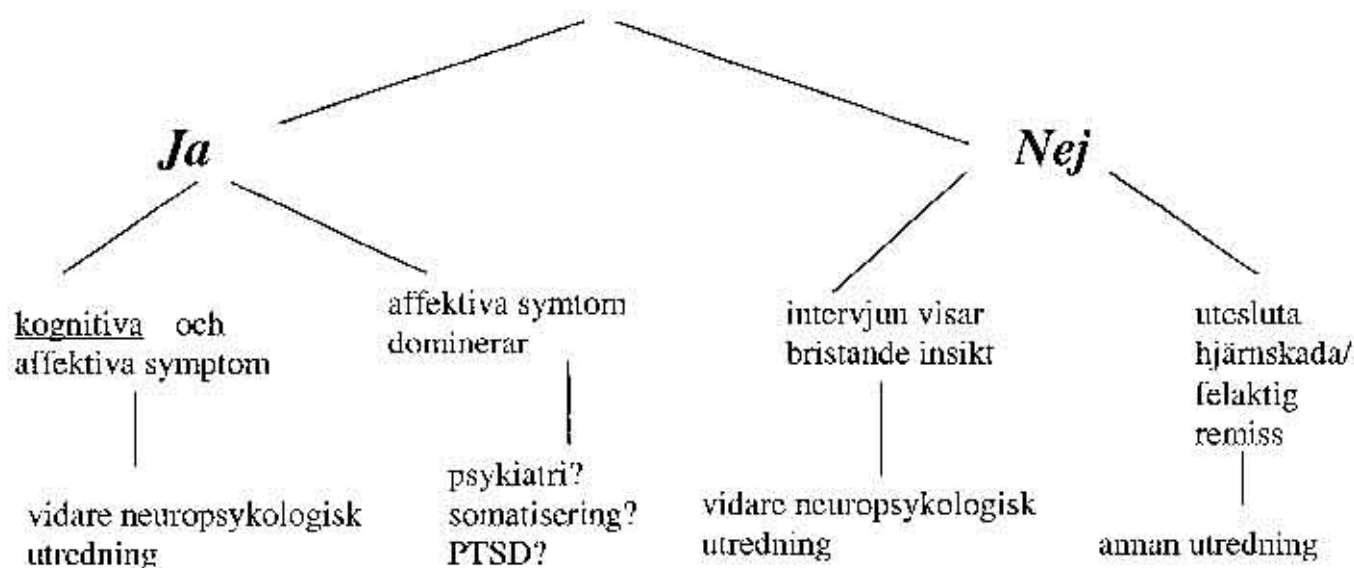 Ja
Nej
kognitiva och
affektiva symptom
affektiva symtom
dominerar
intervjun visar
bristande insikt
utesluta
hjärnskada/
felaktig
remiss
vidare neuropsykologisk
utredning
psykiatri?
somatisering?
PTSD?
vidare neuropsykologisk
utredning
annan utredning